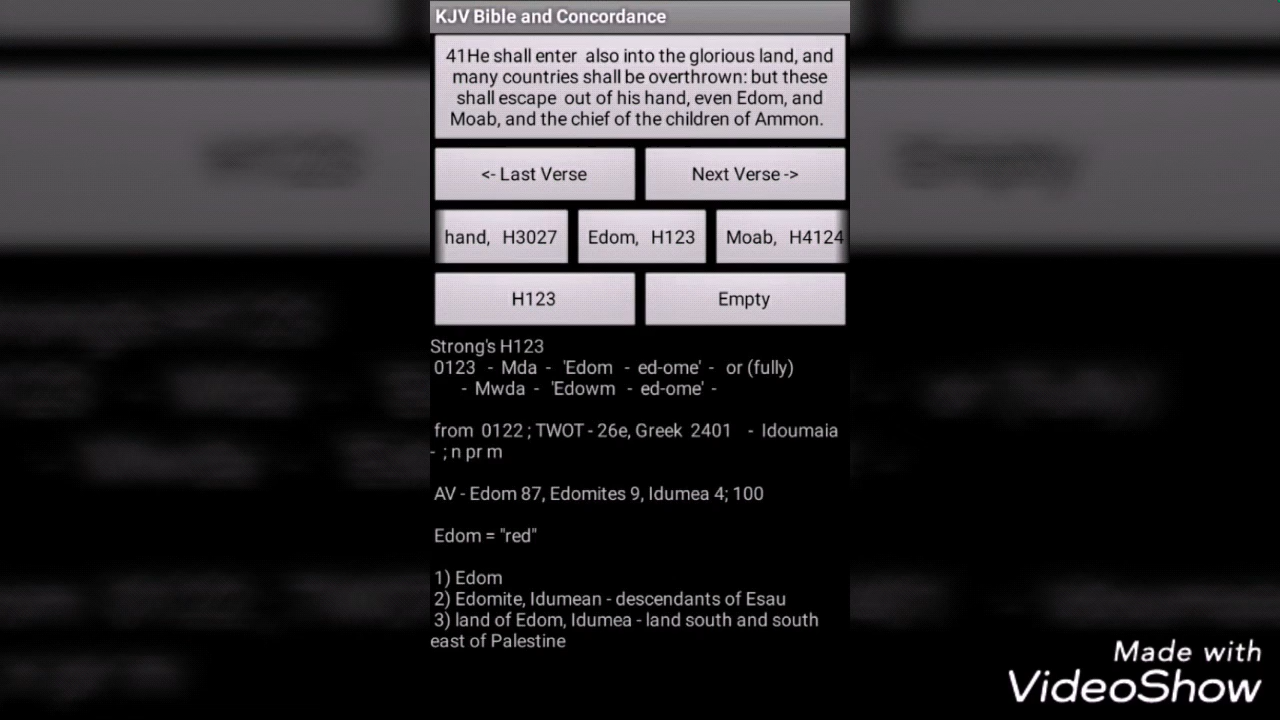 KJV Bible and Concordance
41He shall enter also into the glorious land, and
many countries shall be overthrown: but these
shall escape out of his hand, even Edom, and
Moab, and the chief of the children of Ammon.
<- Last Verse Next Verse ->
hand, H3027 Edom, H123 Moab, H4124
H123 Empty
Strong's H123
0123 - Mda - 'Edom - ed-ome' - or (fully)
- Mwda - 'Edowm - ed-ome' -
from 0122 ; TWOT - 26e, Greek 2401 - Idoumaia
- ; n pr m
AV - Edom 87, Edomites 9, Idumea 4; 100
Edom = "red"
1) Edom
2) Edomite, Idumean - descendants of Esau
3) land of Edom, Idumea - land south and south
east of Palestine
Made with
VideoShow